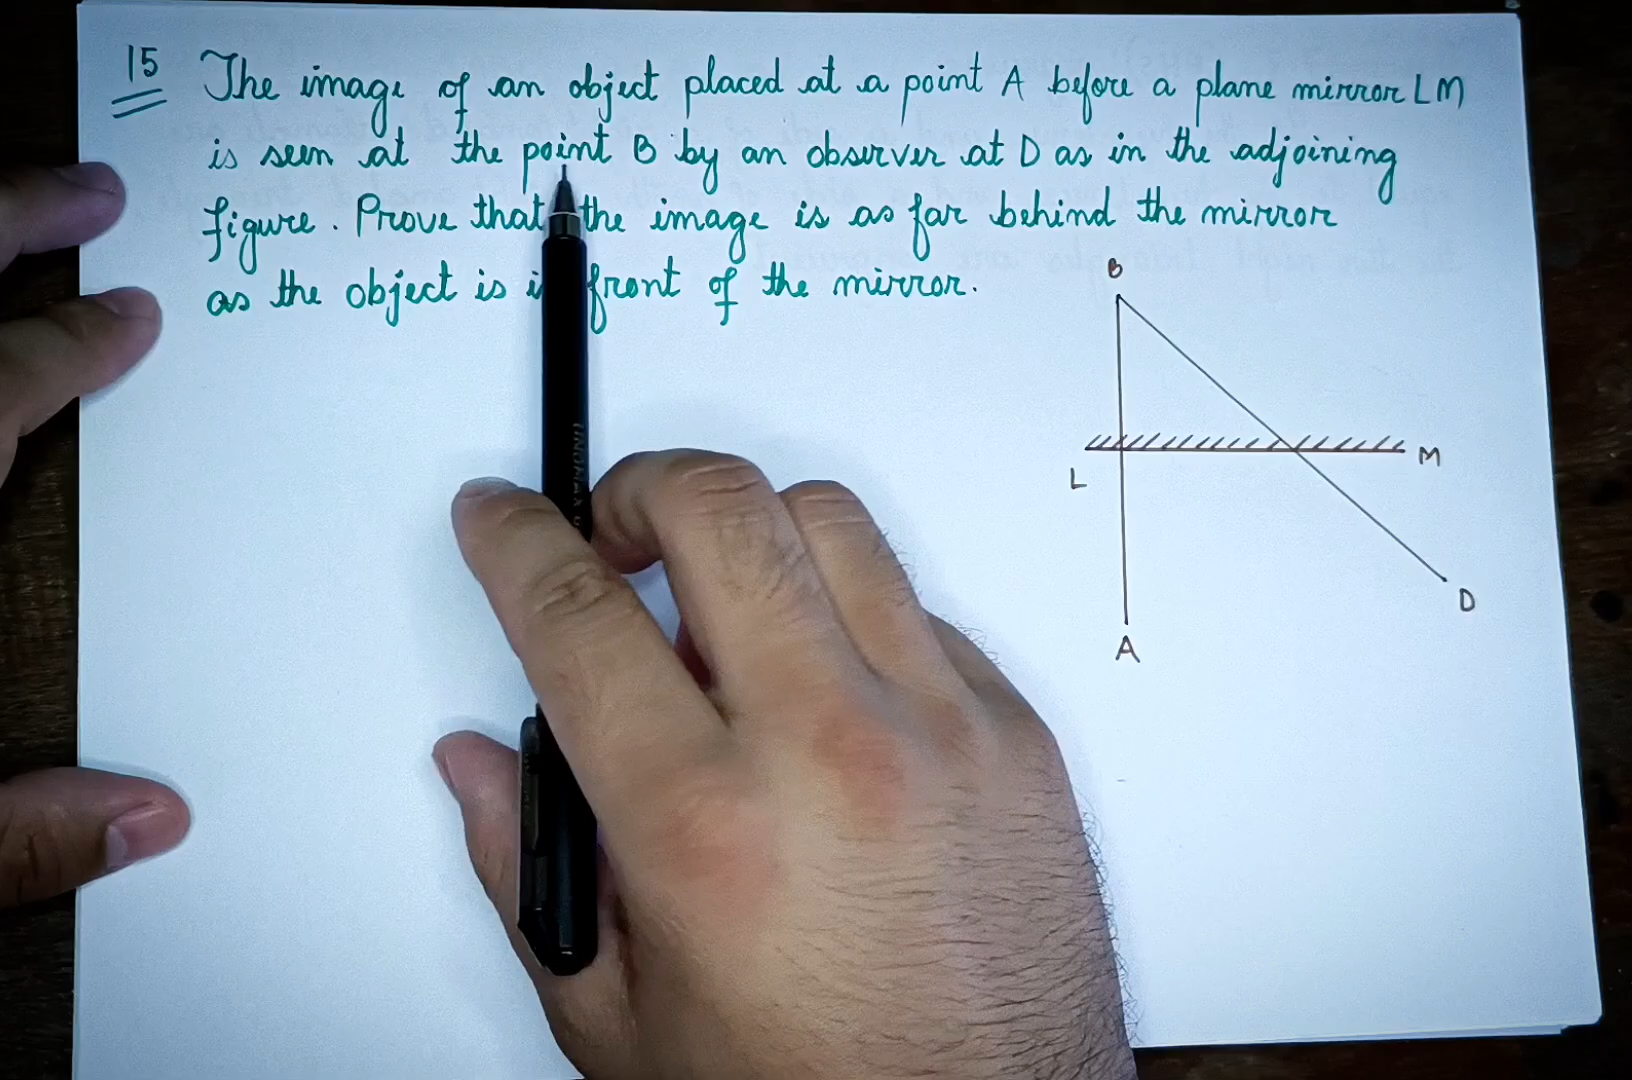 15 The image of an object placed at a point A before a plane mirror LM
is seen at the point B by an observer at D as in the adjoining
figure. Prove that the image is as far behind the mirror
as the object is front of the mirror.
B
L
M
D
A